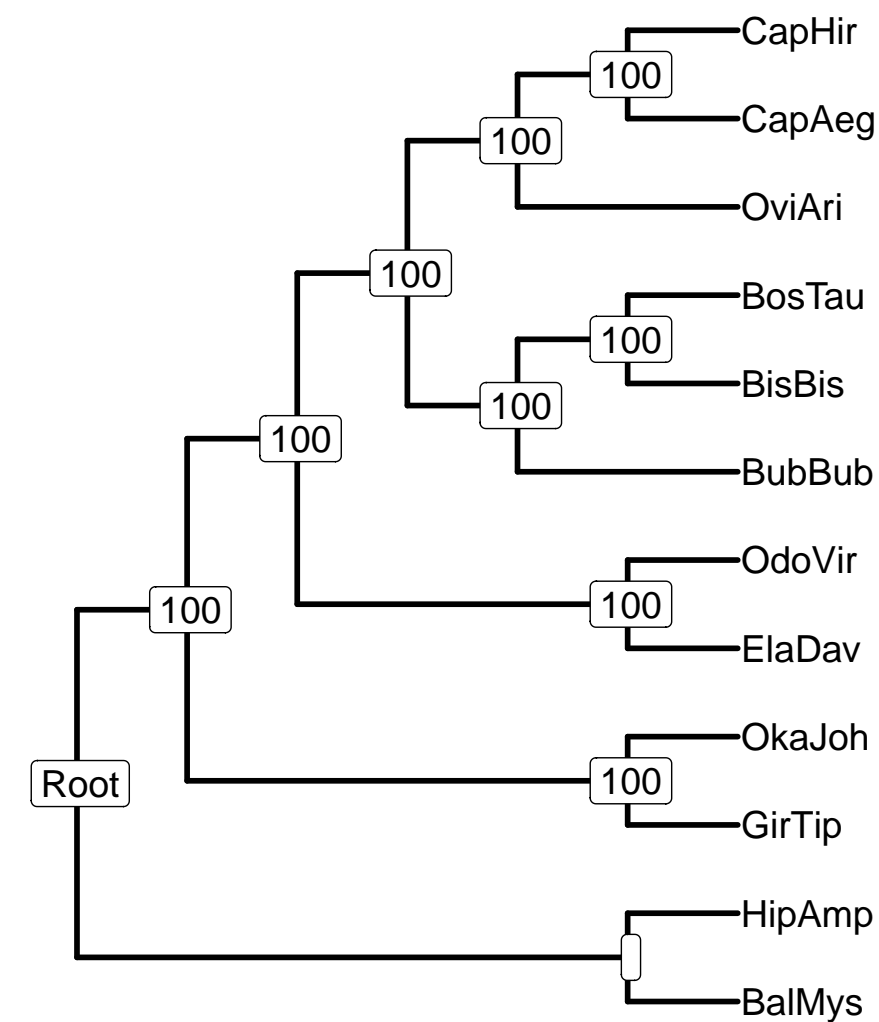 CapHir
100
CapAeg
100
OviAri
100
BosTau
100
BisBis
100
100
BubBub
OdoVir
100
100
ElaDav
OkaJoh
Root
100
GirTip
HipAmp
BalMys